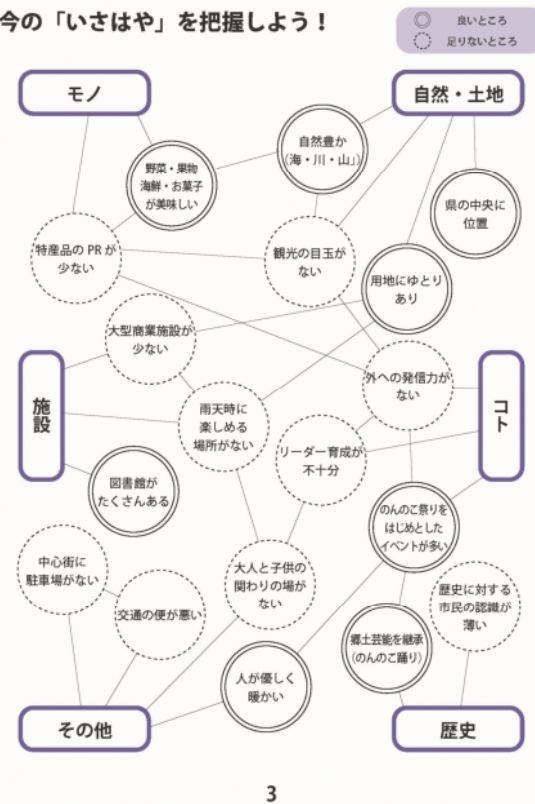 今の「いさはや」を把握しよう！
良いところ
足りないところ
モノ
自然・土地
自然豊か
（海・川・山」）
野菜・果物
海鮮・お菓子
が美味しい
県の中央に
位置
特産品の PR が
少ない
観光の目玉が
ない
用地にゆとり
あり
大型商業施設が
少ない
外への発信力が
ない
施設
コト
雨天時に
楽しめる
場所がない
リーダー育成が
不十分
図書館が
たくさんある
のんのこ祭りを
はじめとした
イベントが多い
中心街に
駐車場がない
大人と子供の
関わりの場が
ない
交通の便が悪い
歴史に対する
市民の認識が
薄い
郷土芸能を継承
（のんのこ踊り）
人が優しく
暖かい
その他
歴史
3